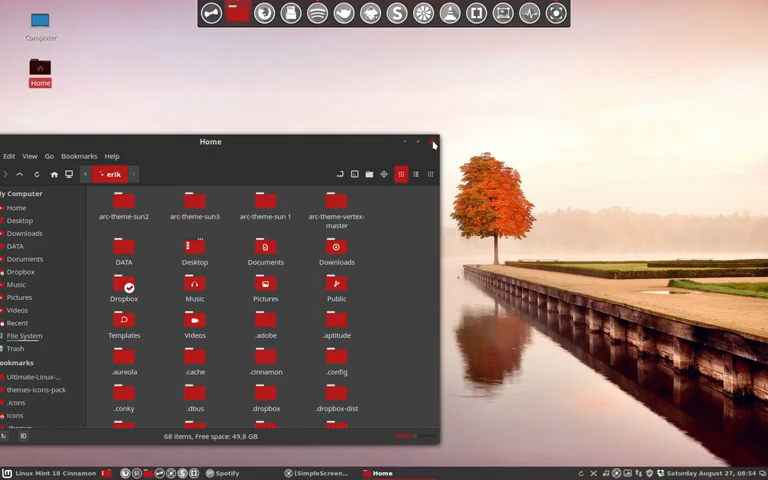 Computer
Home
Home
Edit View Go Bookmarks Help
erik
My Computer
Home
Desktop
Downloads
DATA
Documents
Dropbox
Music
Pictures
Videos
Recent
File System
Trash
ookmarks
Ultimate-Linux-...
themes-icons-pack
.icons
icons
arc-theme-sun2 arc-theme-sun3 arc-theme-sun 1 arc-theme-vertex-
master
DATA Desktop Documents Downloads
Dropbox Music Pictures Public
Templates Videos .adobe .aptitude
.aureola .cache .cinnamon .config
.conky .dbus .dropbox .dropbox-dist
68 items, Free space: 49,8 GB
Linux Mint 18 Cinnamon Spotify [SimpleScreen... Home Saturday August 27, 08:54